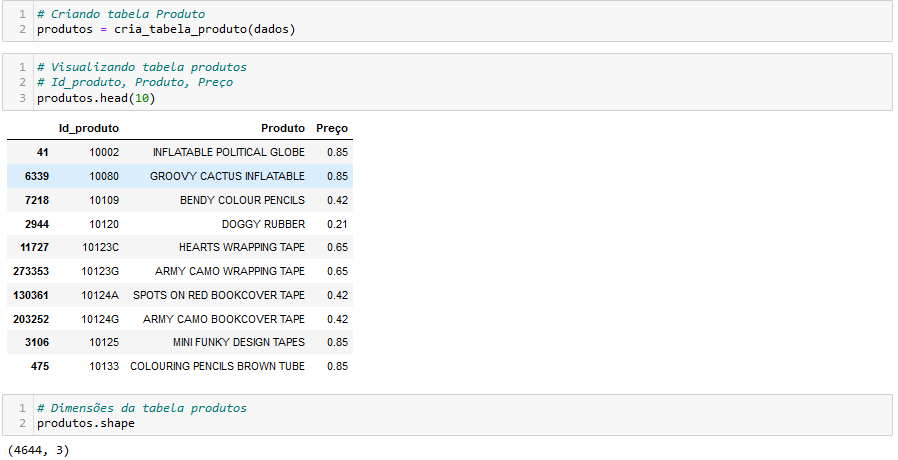 1 # Criando tabela Produto
2 produtos = cria_tabela_produto(dados)
1 # Visualizando tabela produtos
2 # Id_produto, Produto, Preço
3 produtos.head(10)
Id_produto Produto Preço
41 10002 INFLATABLE POLITICAL GLOBE 0.85
6339 10080 GROOVY CACTUS INFLATABLE 0.85
7218 10109 BENDY COLOUR PENCILS 0.42
2944 10120 DOGGY RUBBER 0.21
11727 10123C HEARTS WRAPPING TAPE 0.65
273353 10123G ARMY CAMO WRAPPING TAPE 0.65
130361 10124A SPOTS ON RED BOOKCOVER TAPE 0.42
203252 10124G ARMY CAMO BOOKCOVER TAPE 0.42
3106 10125 MINI FUNKY DESIGN TAPES 0.85
475 10133 COLOURING PENCILS BROWN TUBE 0.85
1 # Dimensões da tabela produtos
2 produtos.shape
(4644, 3)